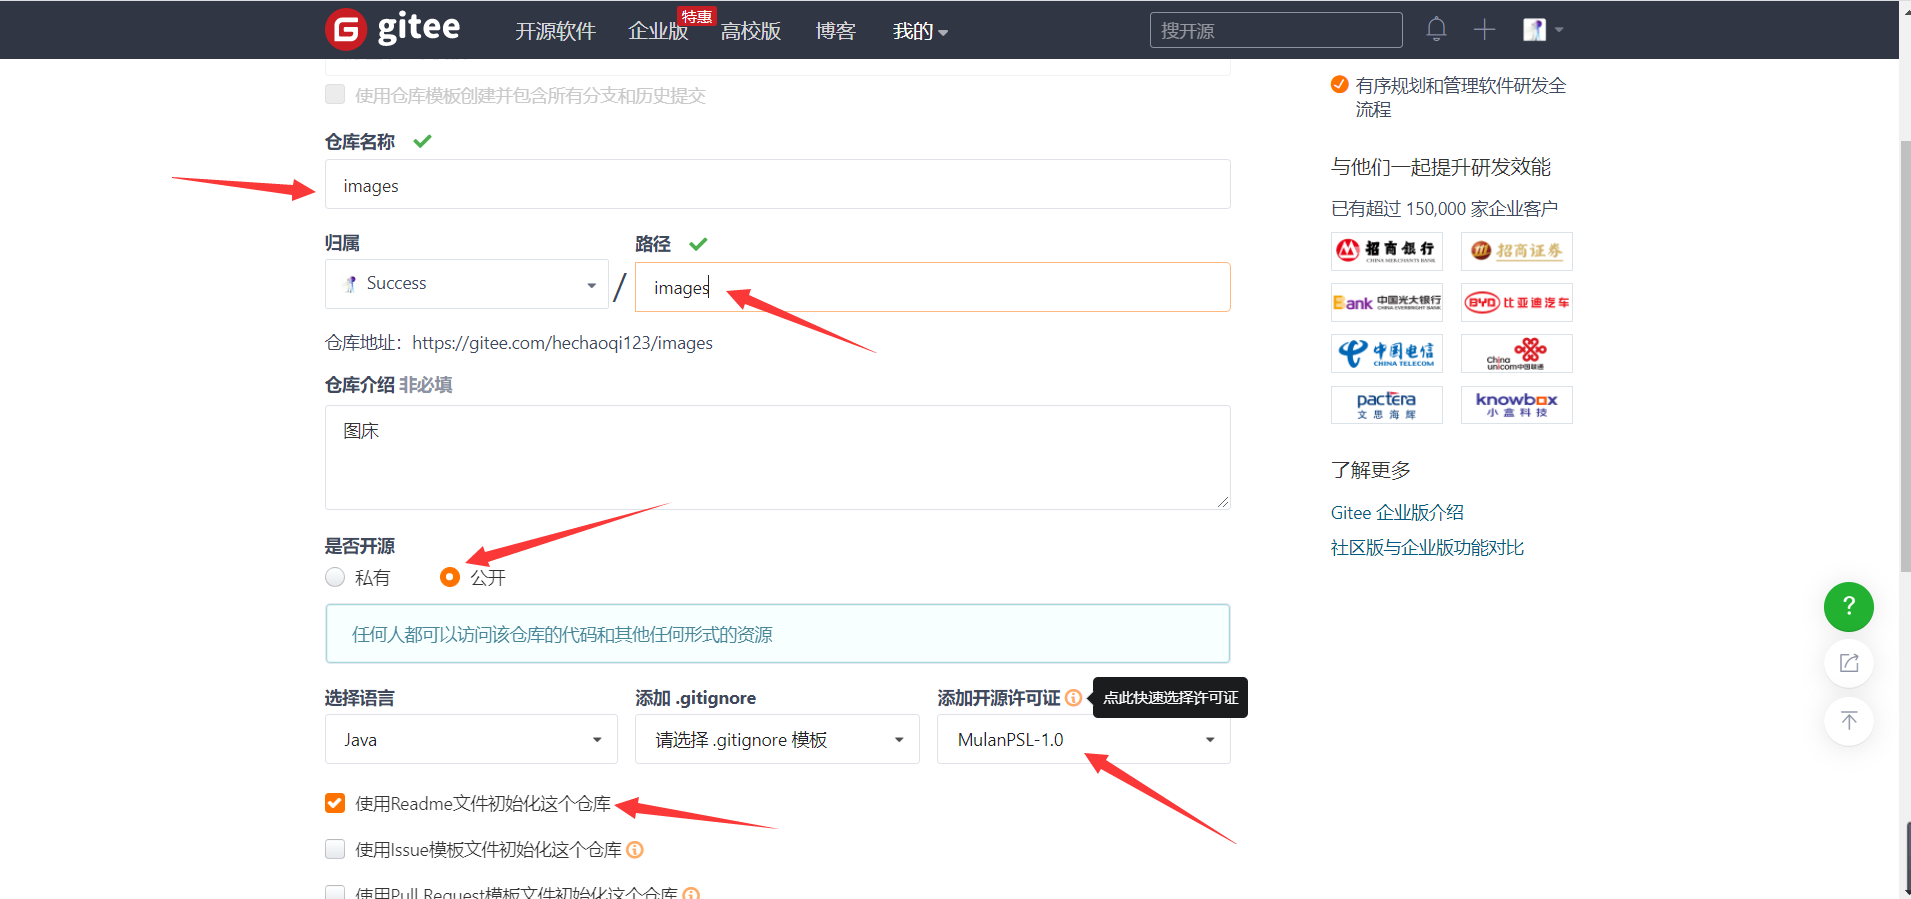 gitee
开源软件
企业版
特惠
高校版
博客
我的
搜开源
使用仓库模板创建并包含所有分支和历史提交
仓库名称
images
归属
路径
Success
/
images
仓库地址：https://gitee.com/hechaoqi123/images
仓库介绍 非必填
图床
是否开源
私有
公开
任何人都可以访问该仓库的代码和其他任何形式的资源
选择语言
添加 .gitignore
添加开源许可证
点此快速选择许可证
Java
请选择 .gitignore 模板
MulanPSL-1.0
使用Readme文件初始化这个仓库
使用Issue模板文件初始化这个仓库
使用Pull Request模板文件初始化这个仓库
有序规划和管理软件研发全
流程
与他们一起提升研发效能
已有超过 150,000 家企业客户
招商银行
CHINA MERCHANTS BANK
招商证券
Bank 中国光大银行
CHINA EVERBRIGHT BANK
BYD 比亚迪汽车
中国电信
CHINA TELECOM
China
unicom中国联通
pactera
文思海辉
knowbox
小盒科技
了解更多
Gitee 企业版介绍
社区版与企业版功能对比
?